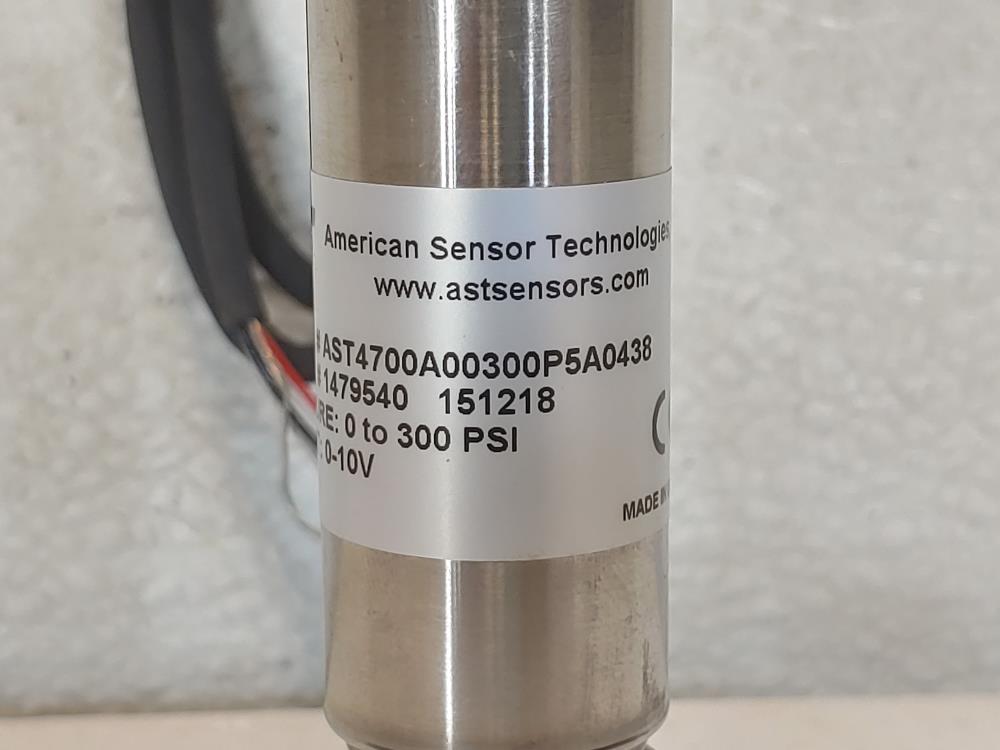 American Sensor Technologies
www.astsensors.com
# AST4700A00300P5A0438
# 1479540 151218
RE: 0 to 300 PSI
: 0-10V
MADE IN